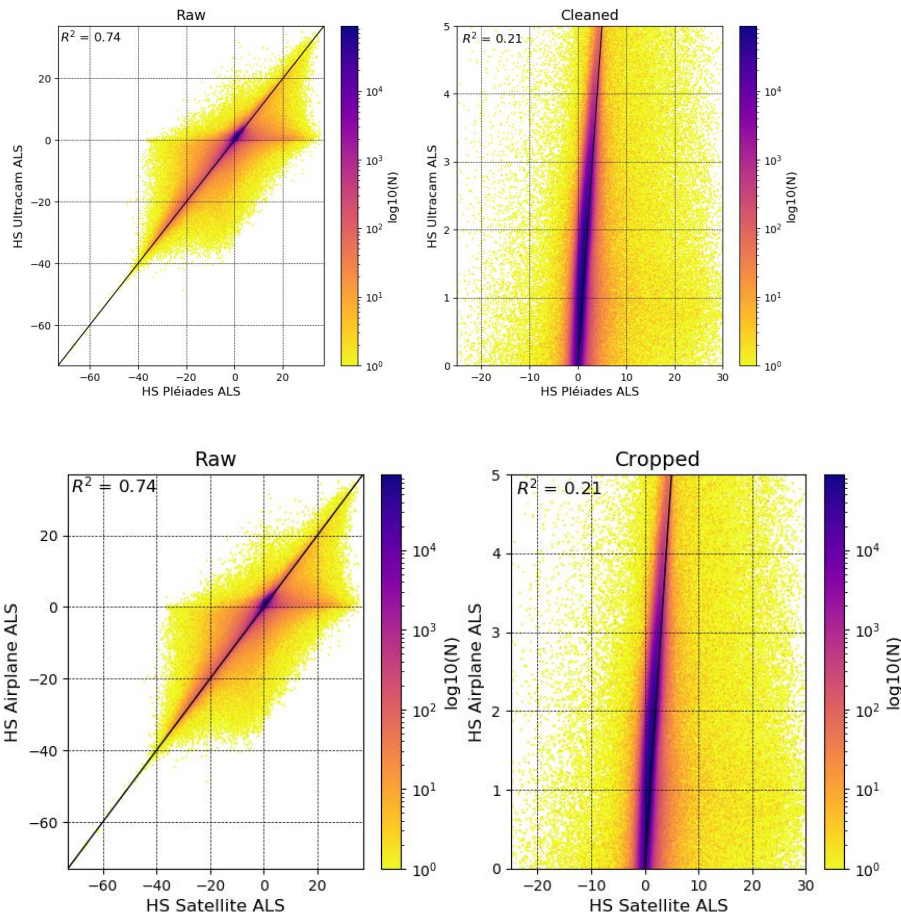 Raw
R² = 0.74
20
0
−20
−40
−60
−60 −40 −20 0 20
HS Ultracam ALS
HS Pléiades ALS
10⁴
10³
10²
10¹
10⁰
log10(N)
Cleaned
R² = 0.21
5
4
3
2
1
0
−20 −10 0 10 20 30
HS Ultracam ALS
HS Pléiades ALS
10⁴
10³
10²
10¹
10⁰
log10(N)
Raw
R² = 0.74
20
0
−20
−40
−60
−60 −40 −20 0 20
HS Airplane ALS
HS Satellite ALS
10⁴
10³
10²
10¹
10⁰
log10(N)
Cropped
R² = 0.21
5
4
3
2
1
0
−20 −10 0 10 20 30
HS Airplane ALS
HS Satellite ALS
10⁴
10³
10²
10¹
10⁰
log10(N)